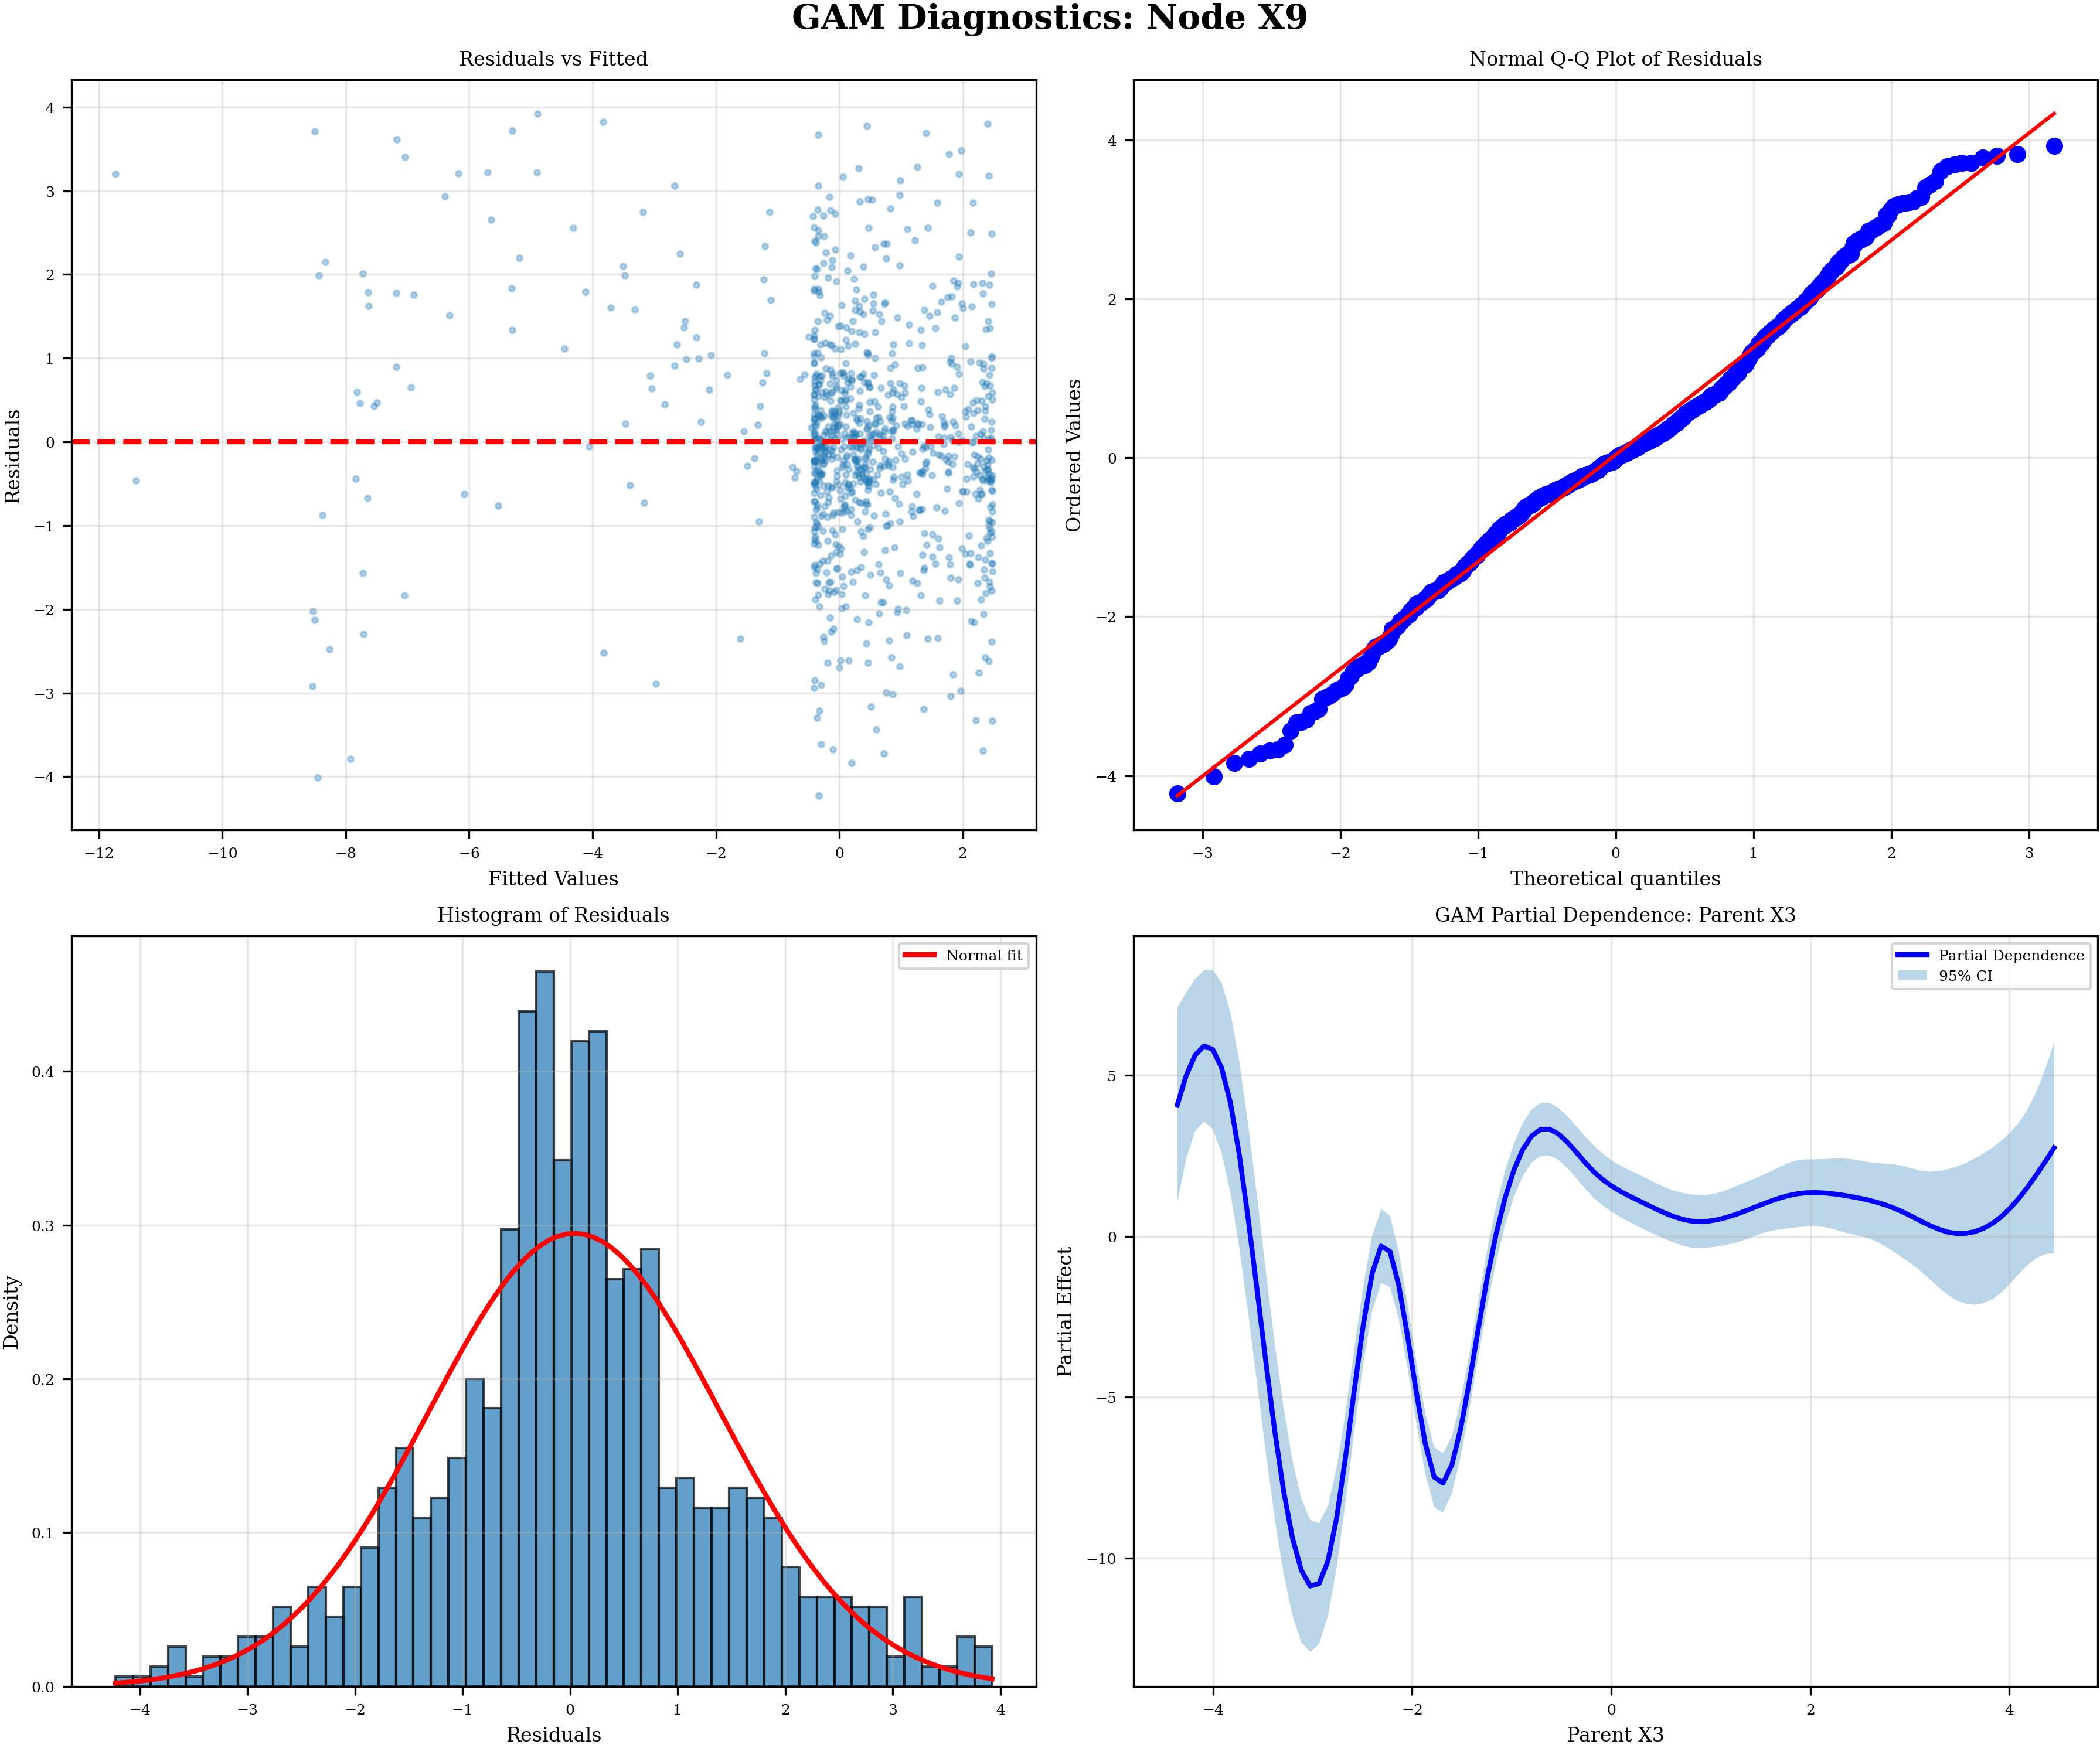 GAM Diagnostics: Node X9
Residuals vs Fitted
4
3
2
1
0
−1
−2
−3
−4
Residuals
−12 −10 −8 −6 −4 −2 0 2
Fitted Values
Normal Q-Q Plot of Residuals
4
2
0
−2
−4
Ordered Values
−3 −2 −1 0 1 2 3
Theoretical quantiles
Histogram of Residuals
Normal fit
0.4
0.3
0.2
0.1
0.0
Density
−4 −3 −2 −1 0 1 2 3 4
Residuals
GAM Partial Dependence: Parent X3
Partial Dependence
95% CI
5
0
−5
−10
Partial Effect
−4 −2 0 2 4
Parent X3